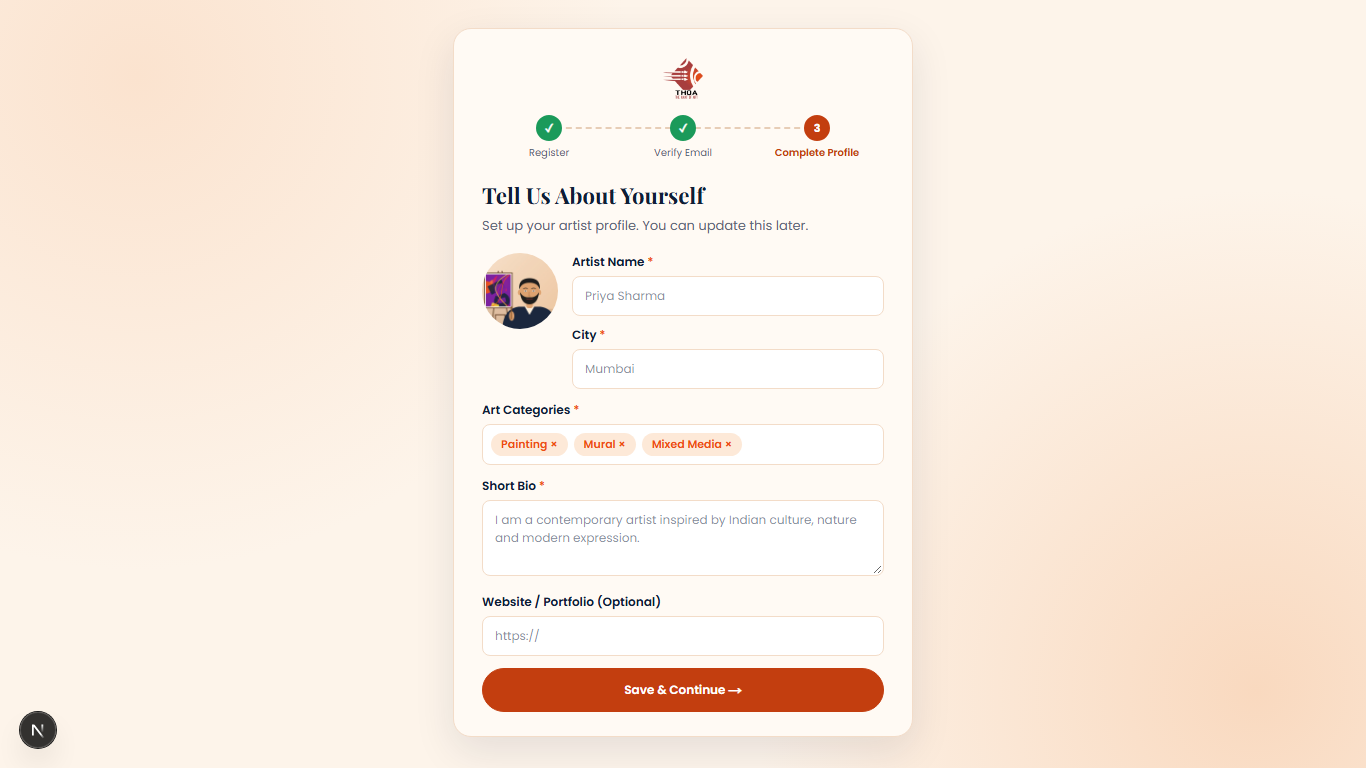 THOA
✓
✓
3
Register
Verify Email
Complete Profile
Tell Us About Yourself
Set up your artist profile. You can update this later.
Artist Name *
Priya Sharma
City *
Mumbai
Art Categories *
Painting × Mural × Mixed Media ×
Short Bio *
I am a contemporary artist inspired by Indian culture, nature
and modern expression.
Website / Portfolio (Optional)
https://
Save & Continue →
N